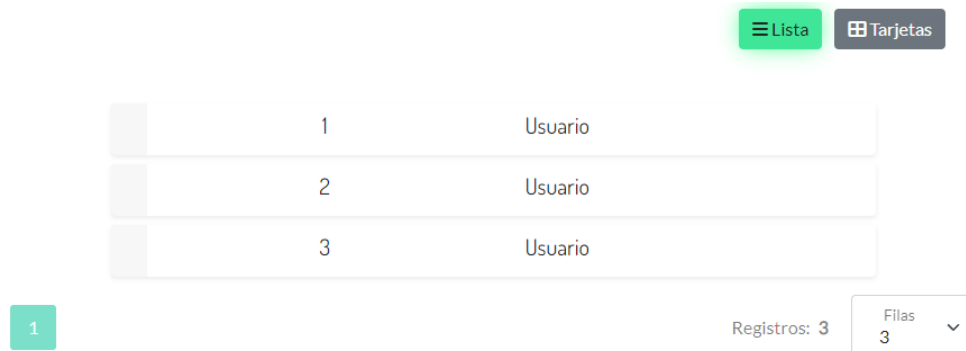 Lista Tarjetas
1 Usuario
2 Usuario
3 Usuario
1 Registros: 3 Filas
3